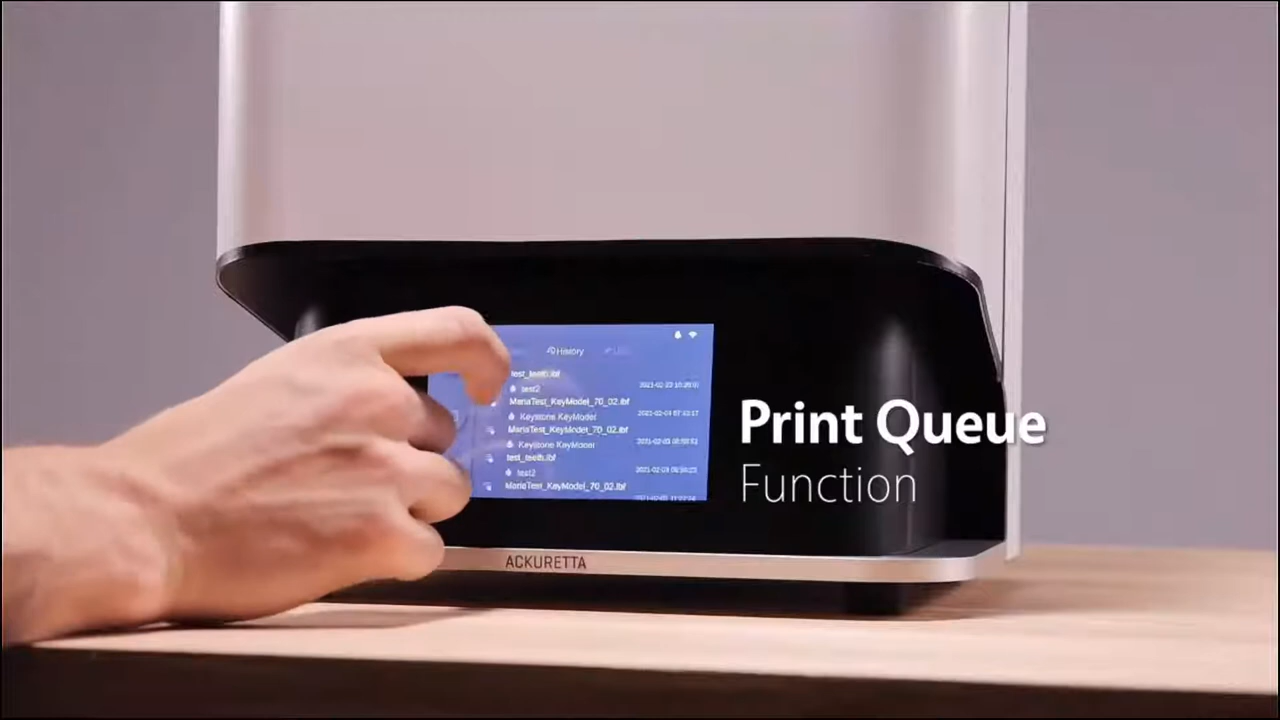 History
test_teeth.lbf
test2
MariaTest_KeyModel_70_02.lbf
Keystone KeyModel
MariaTest_KeyModel_70_02.lbf
Keystone KeyModel
test_teeth.lbf
test2
MariaTest_KeyModel_70_02.lbf
Print Queue
Function
ACKURETTA